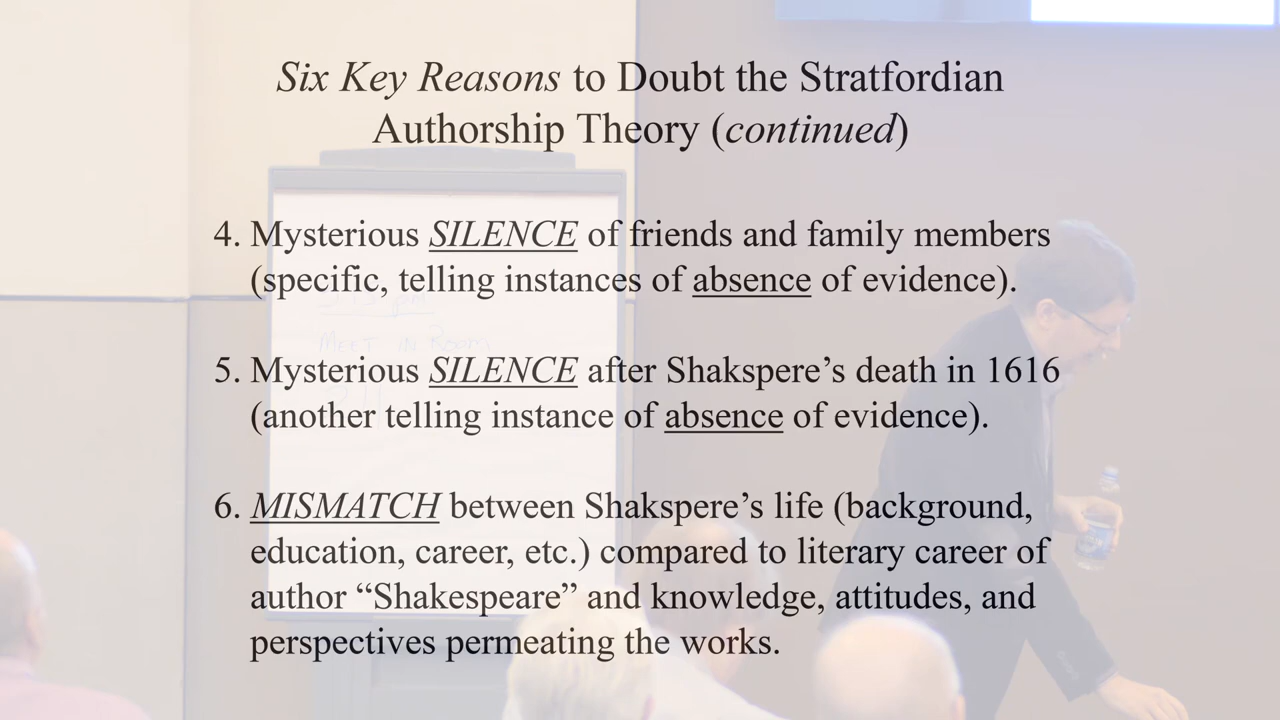 Six Key Reasons to Doubt the Stratfordian
Authorship Theory (continued)
4. Mysterious SILENCE of friends and family members
(specific, telling instances of absence of evidence).
MEET IN ROOM
5. Mysterious SILENCE after Shakspere’s death in 1616
(another telling instance of absence of evidence).
6. MISMATCH between Shakspere’s life (background,
education, career, etc.) compared to literary career of
author “Shakespeare” and knowledge, attitudes, and
perspectives permeating the works.